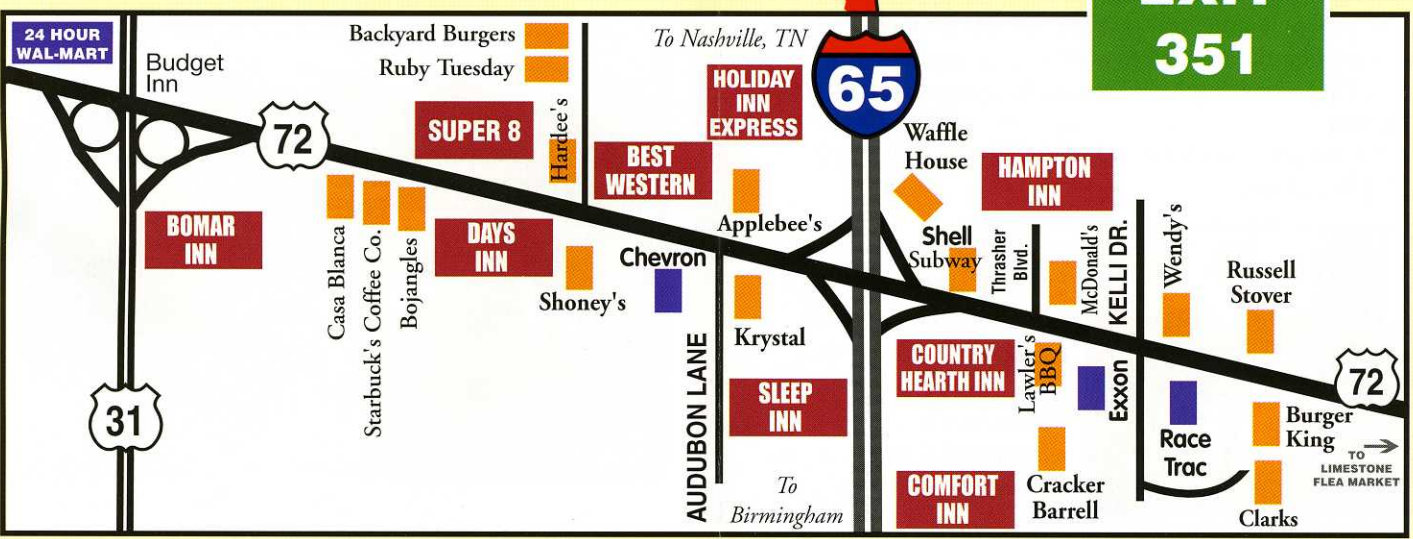 EXIT
351
24 HOUR
WAL-MART
Budget
Inn
Backyard Burgers
Ruby Tuesday
To Nashville, TN
65
HOLIDAY
INN
EXPRESS
SUPER 8
Hardee's
72
BEST
WESTERN
Waffle
House
HAMPTON
INN
BOMAR
INN
Casa Blanca
Starbuck's Coffee Co.
Bojangles
DAYS
INN
Shoney's
Chevron
Applebee's
Shell
Subway
Thrasher
Blvd.
McDonald's
KELLI DR.
Wendy's
Russell
Stover
31
AUDUBON LANE
Krystal
SLEEP
INN
COUNTRY
HEARTH INN
Lawler's
BBQ
Exxon
72
Race
Trac
Burger
King
TO
LIMESTONE
FLEA MARKET
To
Birmingham
COMFORT
INN
Cracker
Barrell
Clarks